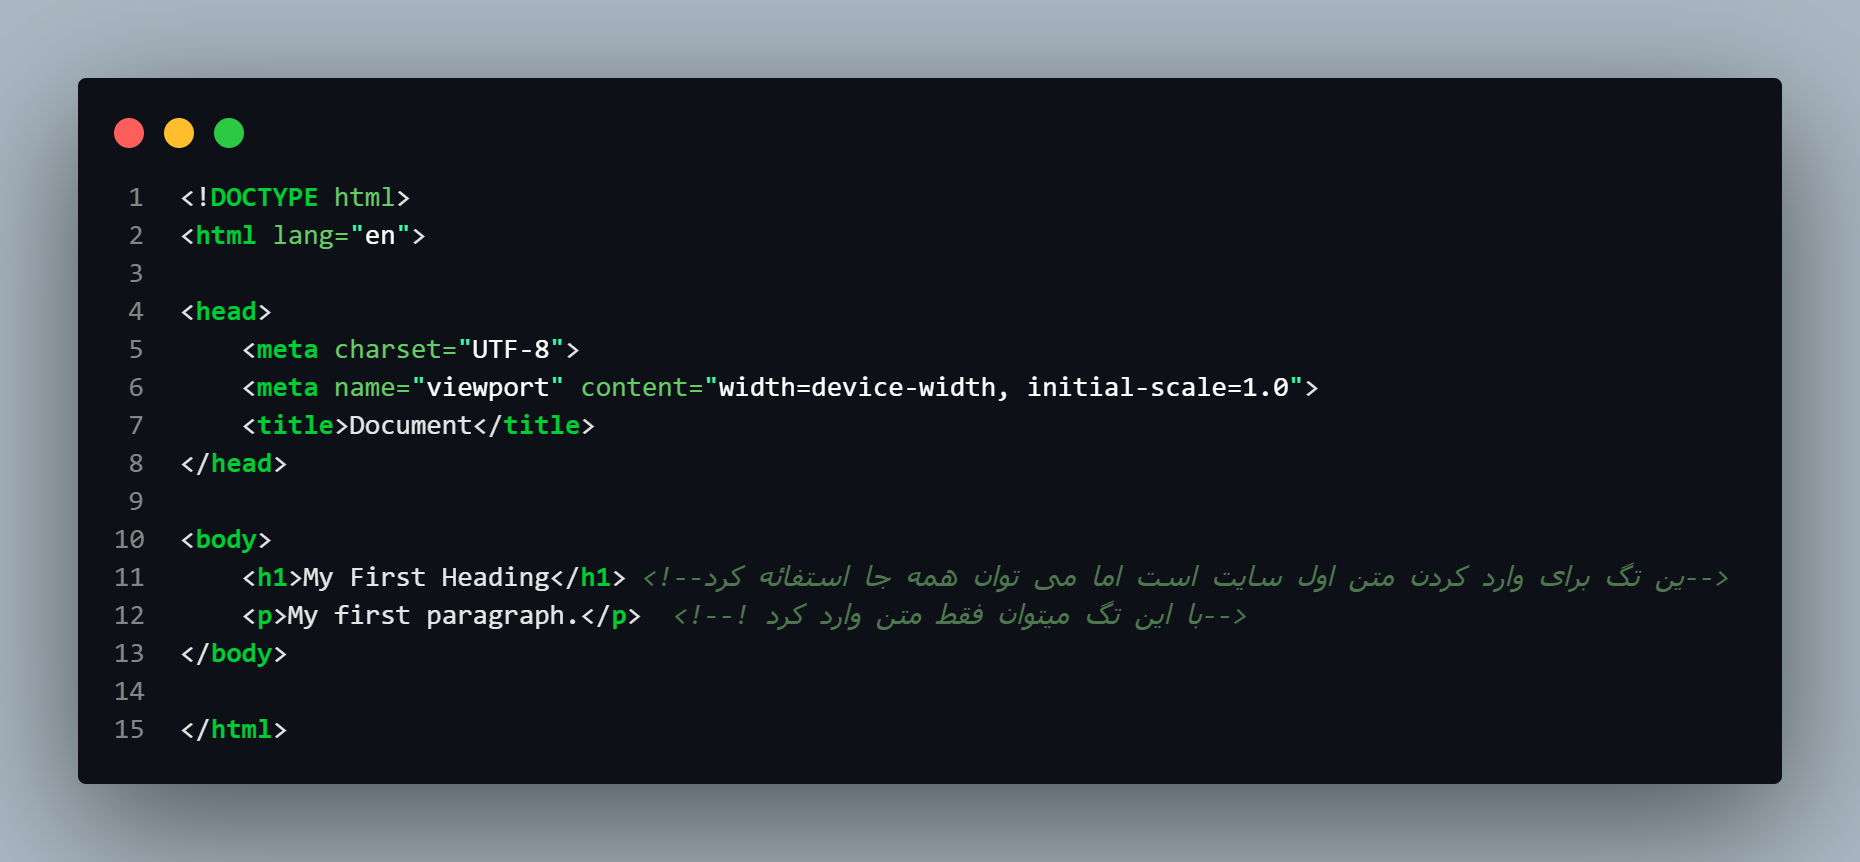 1 <!DOCTYPE html>
2 <html lang="en">
3
4 <head>
5 <meta charset="UTF-8">
6 <meta name="viewport" content="width=device-width, initial-scale=1.0">
7 <title>Document</title>
8 </head>
9
10 <body>
11 <h1>My First Heading</h1> <!--ین تگ برای وارد کردن متن اول سایت است اما می توان همه جا استفائه کرد-->
12 <p>My first paragraph.</p> <!--با این تگ میتوان فقط متن وارد کرد !-->
13 </body>
14
15 </html>